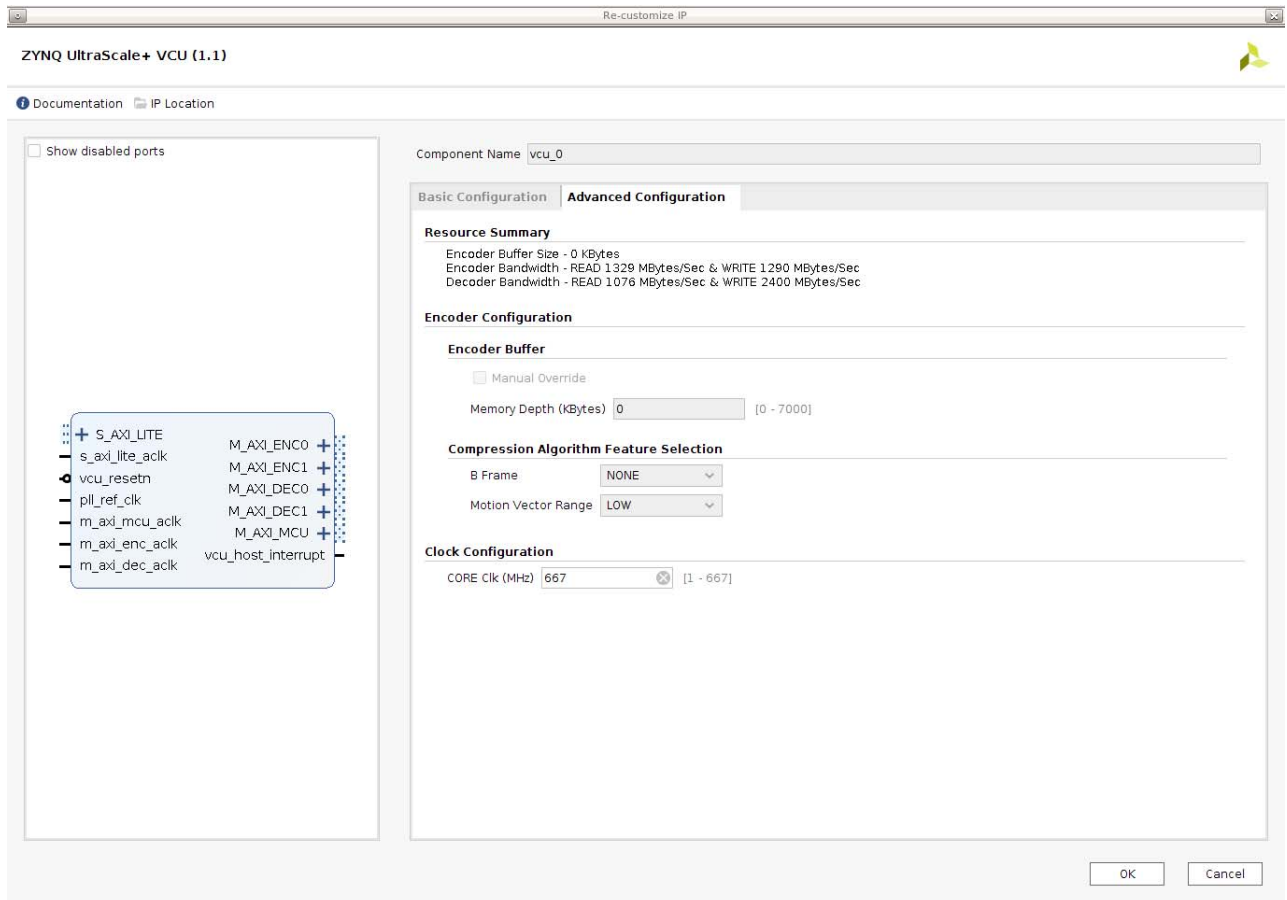 Re-customize IP
ZYNQ UltraScale+ VCU (1.1)
Documentation IP Location
Show disabled ports
S_AXI_LITE
s_axi_lite_aclk
vcu_resetn
pll_ref_clk
m_axi_mcu_aclk
m_axi_enc_aclk
m_axi_dec_aclk
M_AXI_ENC0
M_AXI_ENC1
M_AXI_DEC0
M_AXI_DEC1
M_AXI_MCU
vcu_host_interrupt
Component Name vcu_0
Basic Configuration Advanced Configuration
Resource Summary
Encoder Buffer Size - 0 KBytes
Encoder Bandwidth - READ 1329 MBytes/Sec & WRITE 1290 MBytes/Sec
Decoder Bandwidth - READ 1076 MBytes/Sec & WRITE 2400 MBytes/Sec
Encoder Configuration
Encoder Buffer
Manual Override
Memory Depth (KBytes) 0 [0 - 7000]
Compression Algorithm Feature Selection
B Frame NONE
Motion Vector Range LOW
Clock Configuration
CORE Clk (MHz) 667 [1 - 667]
OK Cancel